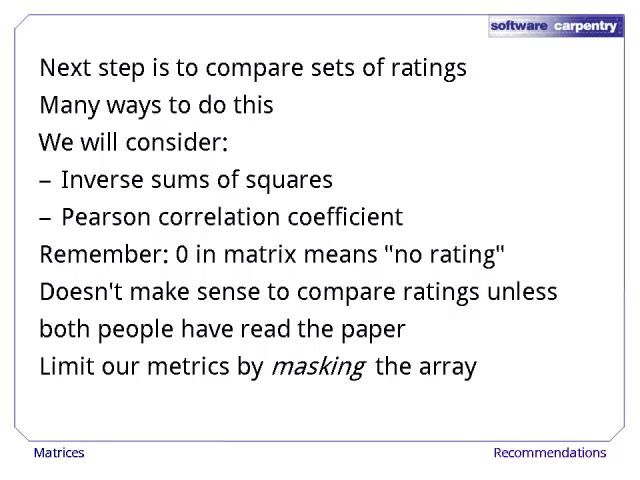 software carpentry
Next step is to compare sets of ratings
Many ways to do this
We will consider:
– Inverse sums of squares
– Pearson correlation coefficient
Remember: 0 in matrix means "no rating"
Doesn't make sense to compare ratings unless
both people have read the paper
Limit our metrics by masking the array
Matrices
Recommendations